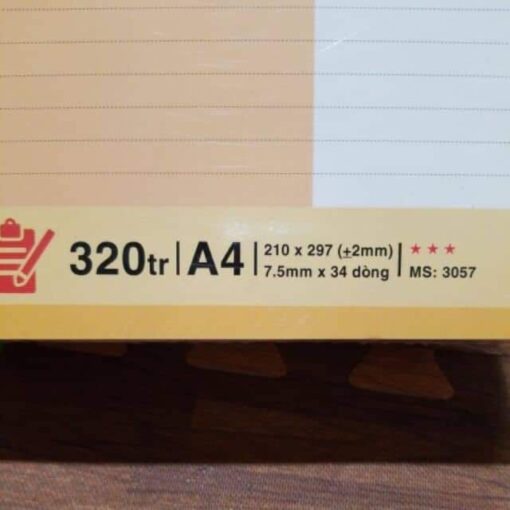 320tr | A4 | 210 x 297 (±2mm) | ★★★
7.5mm x 34 dòng | MS: 3057